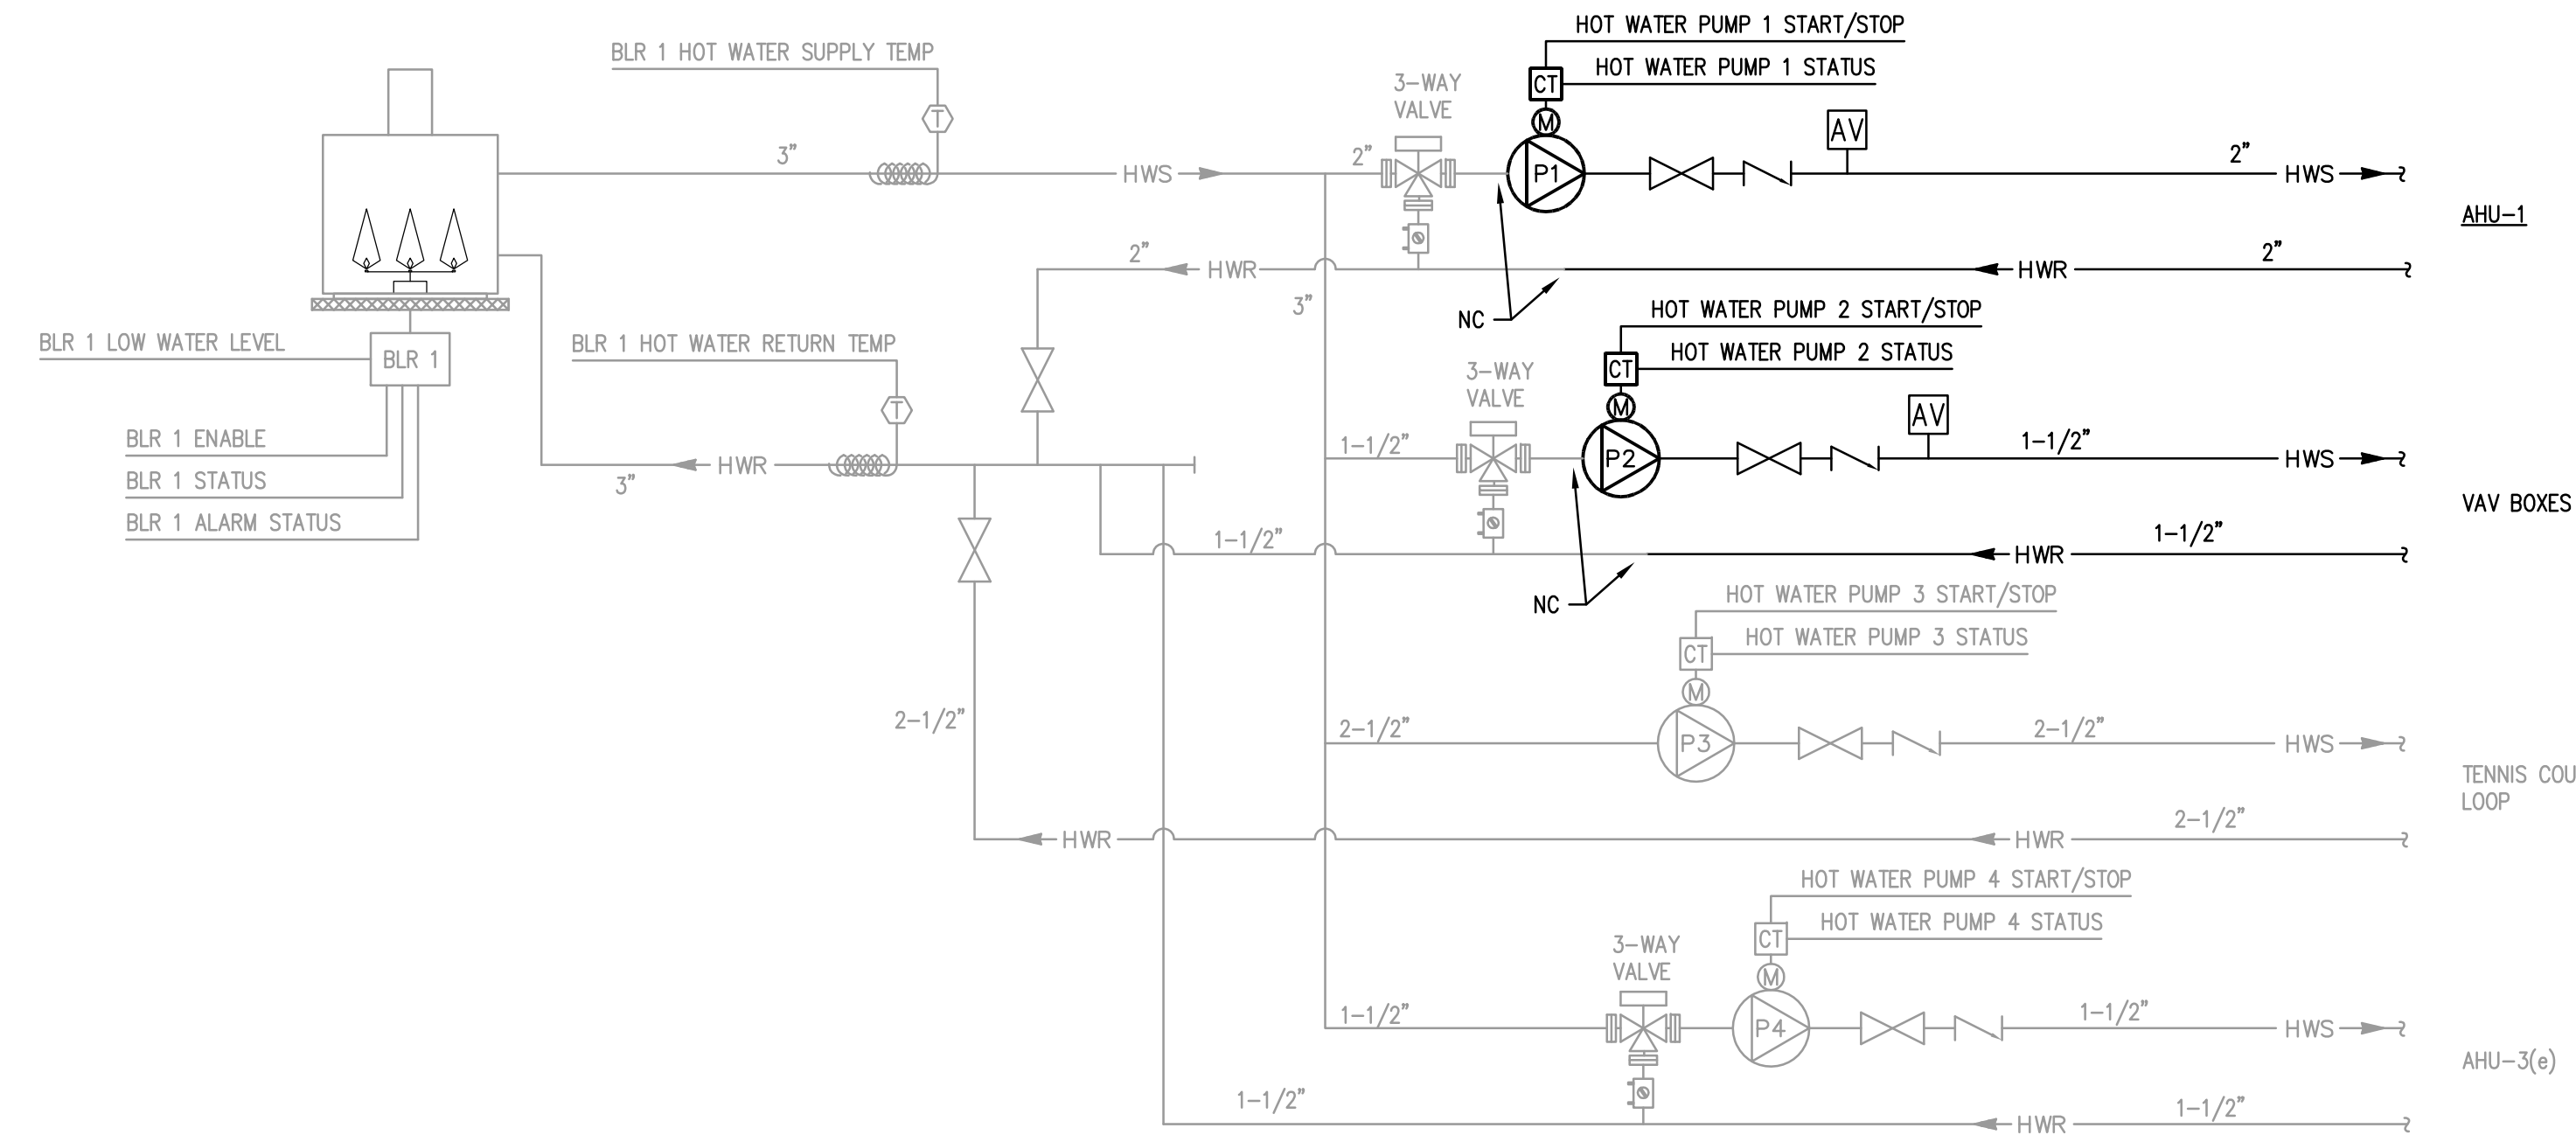 HOT WATER PUMP 1 START/STOP
BLR 1 HOT WATER SUPPLY TEMP
HOT WATER PUMP 1 STATUS
3-WAY
VALVE
CT
T
M
AV
3"
HWS
2"
P1
2"
HWS
AHU-1
2"
HWR
2"
HWR
3"
NC
HOT WATER PUMP 2 START/STOP
BLR 1 LOW WATER LEVEL
BLR 1
BLR 1 HOT WATER RETURN TEMP
HOT WATER PUMP 2 STATUS
CT
3-WAY
VALVE
T
M
AV
BLR 1 ENABLE
1-1/2"
P2
1-1/2"
HWS
3"
HWR
BLR 1 STATUS
BLR 1 ALARM STATUS
VAV BOXES
1-1/2"
1-1/2"
HWR
NC
HOT WATER PUMP 3 START/STOP
HOT WATER PUMP 3 STATUS
CT
M
2-1/2"
2-1/2"
P3
2-1/2"
HWS
TENNIS COU
LOOP
HWR
2-1/2"
HWR
HOT WATER PUMP 4 START/STOP
HOT WATER PUMP 4 STATUS
CT
3-WAY
VALVE
M
1-1/2"
P4
1-1/2"
HWS
AHU-3(e)
1-1/2"
1-1/2"
HWR